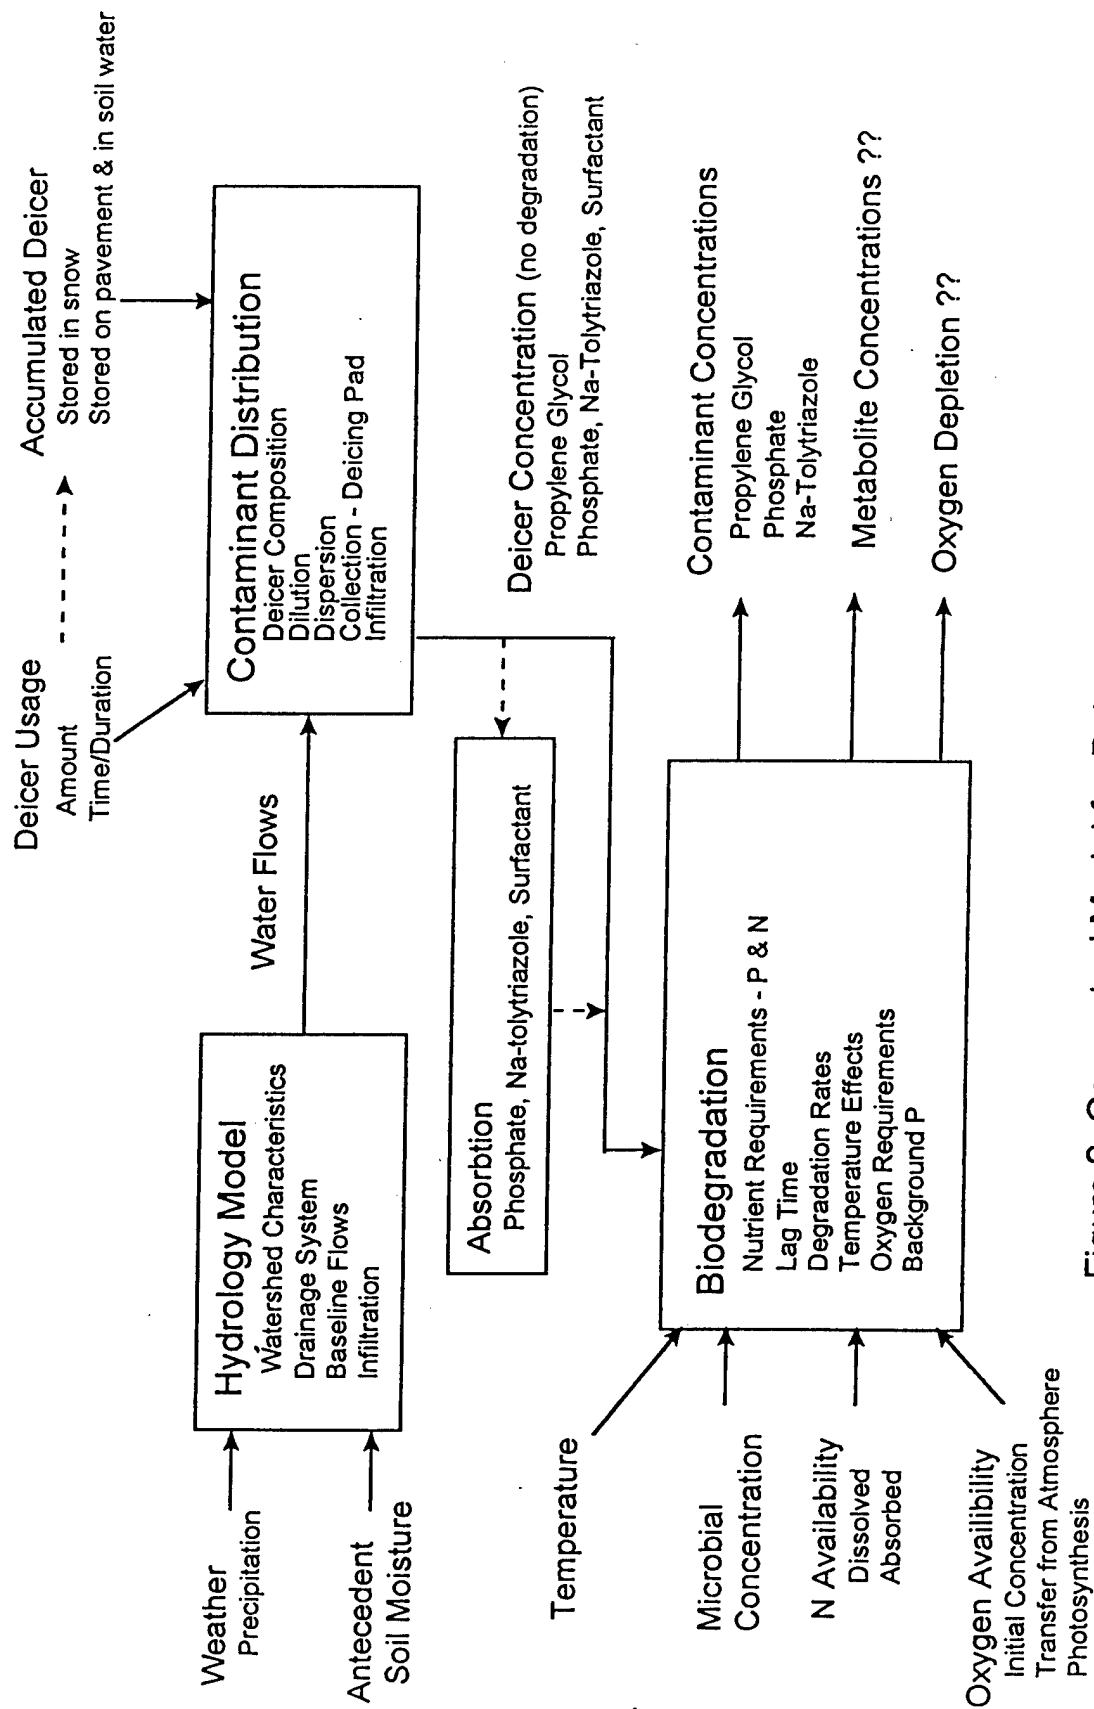 Deicer Usage
Amount
Time/Duration
Accumulated Deicer
Stored in snow
Stored on pavement & in soil water
Weather
Precipitation
Antecedent
Soil Moisture
Hydrology Model
Watershed Characteristics
Drainage System
Baseline Flows
Infiltration
Water Flows
Contaminant Distribution
Deicer Composition
Dilution
Dispersion
Collection - Deicing Pad
Infiltration
Absorbtion
Phosphate, Na-tolytriazole, Surfactant
Deicer Concentration (no degradation)
Propylene Glycol
Phosphate, Na-Tolytriazole, Surfactant
Temperature
Microbial
Concentration
N Availability
Dissolved
Absorbed
Oxygen Availibility
Initial Concentration
Transfer from Atmosphere
Photosynthesis
Biodegradation
Nutrient Requirements - P & N
Lag Time
Degradation Rates
Temperature Effects
Oxygen Requirements
Background P
Contaminant Concentrations
Propylene Glycol
Phosphate
Na-Tolytriazole
Metabolite Concentrations ??
Oxygen Depletion ??